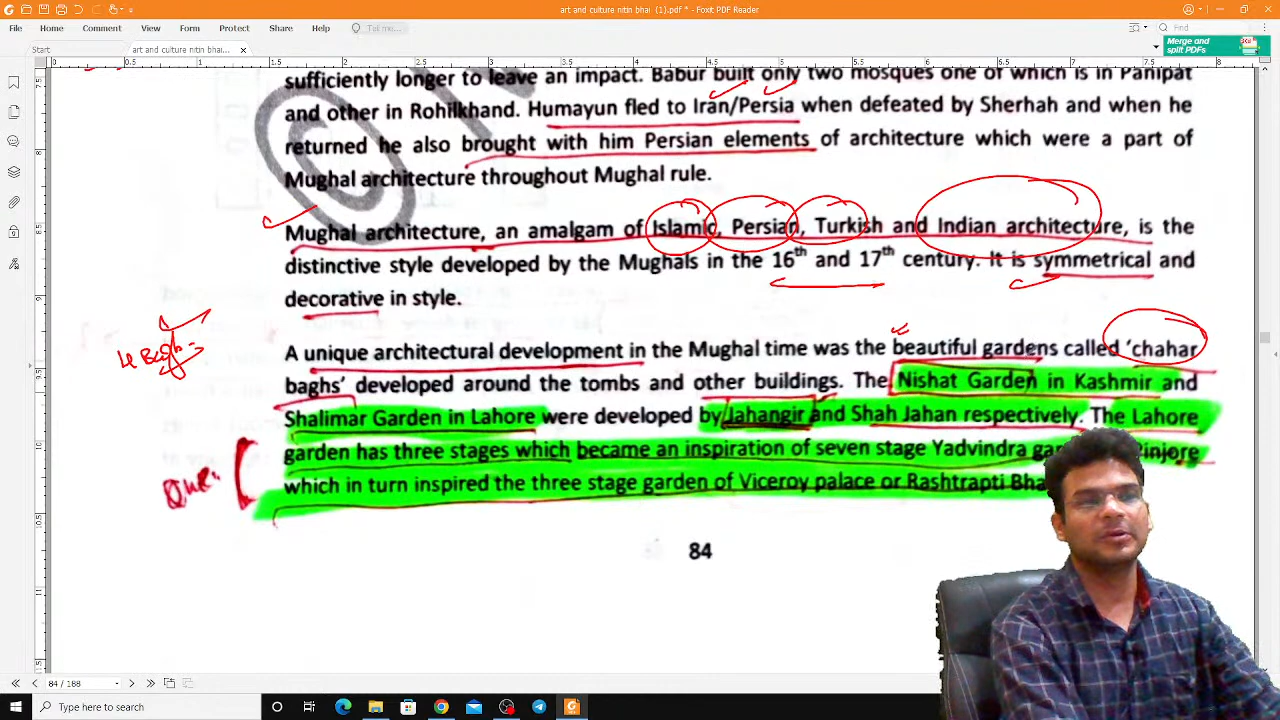 art and culture nitin bhai (1).pdf * - Foxit PDF Reader
File Home Comment View Form Protect Share Help
Merge and split PDFs
Start art and culture nitin bhai...
sufficiently longer to leave an impact. Babur built only two mosques one of which is in Panipat
and other in Rohilkhand. Humayun fled to Iran/Persia when defeated by Sherhah and when he
returned he also brought with him Persian elements of architecture which were a part of
Mughal architecture throughout Mughal rule.
Mughal architecture, an amalgam of Islamic, Persian, Turkish and Indian architecture, is the
distinctive style developed by the Mughals in the 16th and 17th century. It is symmetrical and
decorative in style.
A unique architectural development in the Mughal time was the beautiful gardens called ‘chahar
baghs’ developed around the tombs and other buildings. The Nishat Garden in Kashmir and
Shalimar Garden in Lahore were developed by Jahangir and Shah Jahan respectively. The Lahore
garden has three stages which became an inspiration of seven stage Yadvindra
which in turn inspired the three stage garden of Viceroy palace or Rashtrapti
84
84 / 188
Type here to search